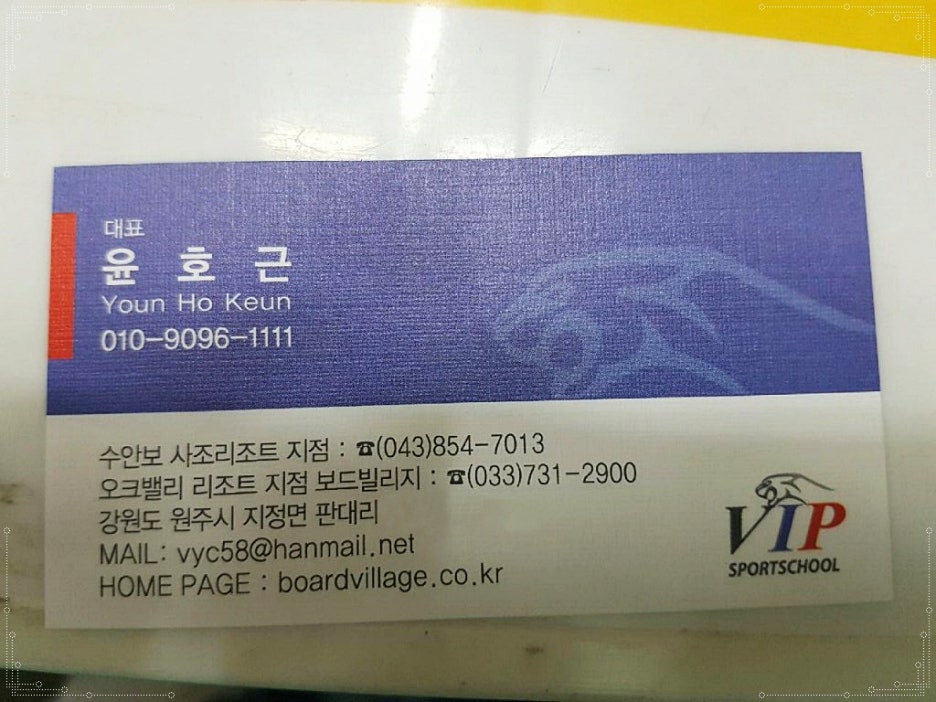 대표
윤 호 근
Youn Ho Keun
010-9096-1111
수안보 사조리조트 지점 : ☎(043)854-7013
오크밸리 리조트 지점 보드빌리지 : ☎(033)731-2900
강원도 원주시 지정면 판대리
MAIL: vyc58@hanmail.net
HOME PAGE : boardvillage.co.kr
VIP
SPORTSCHOOL